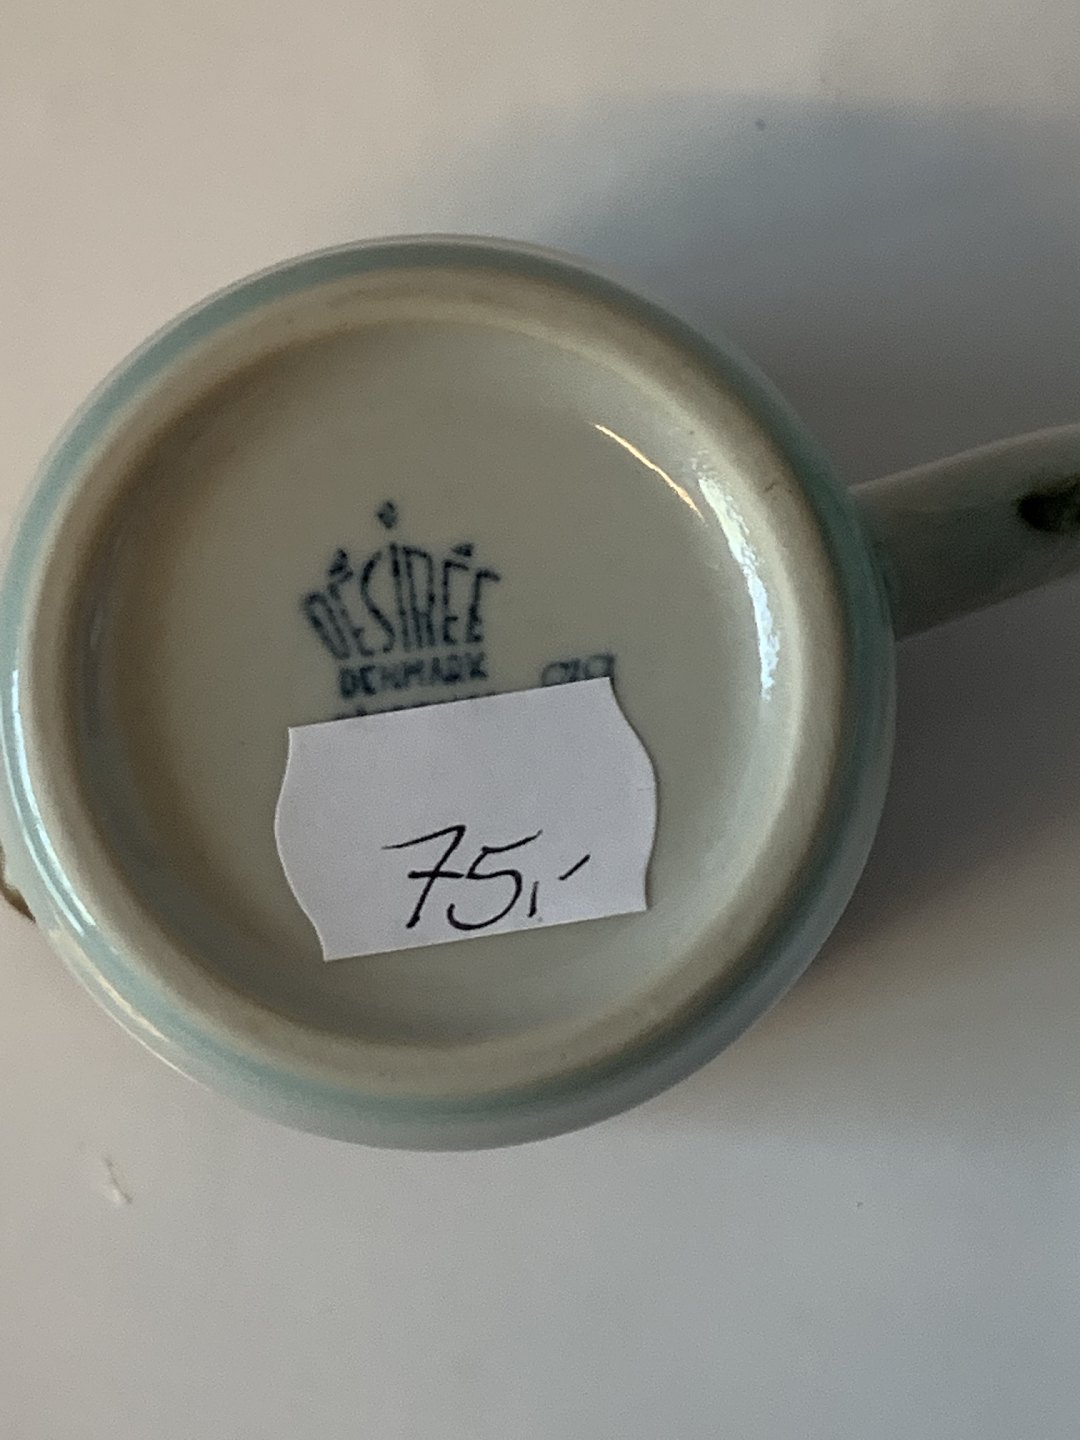 DÉSIRÉE
DENMARK
75,-